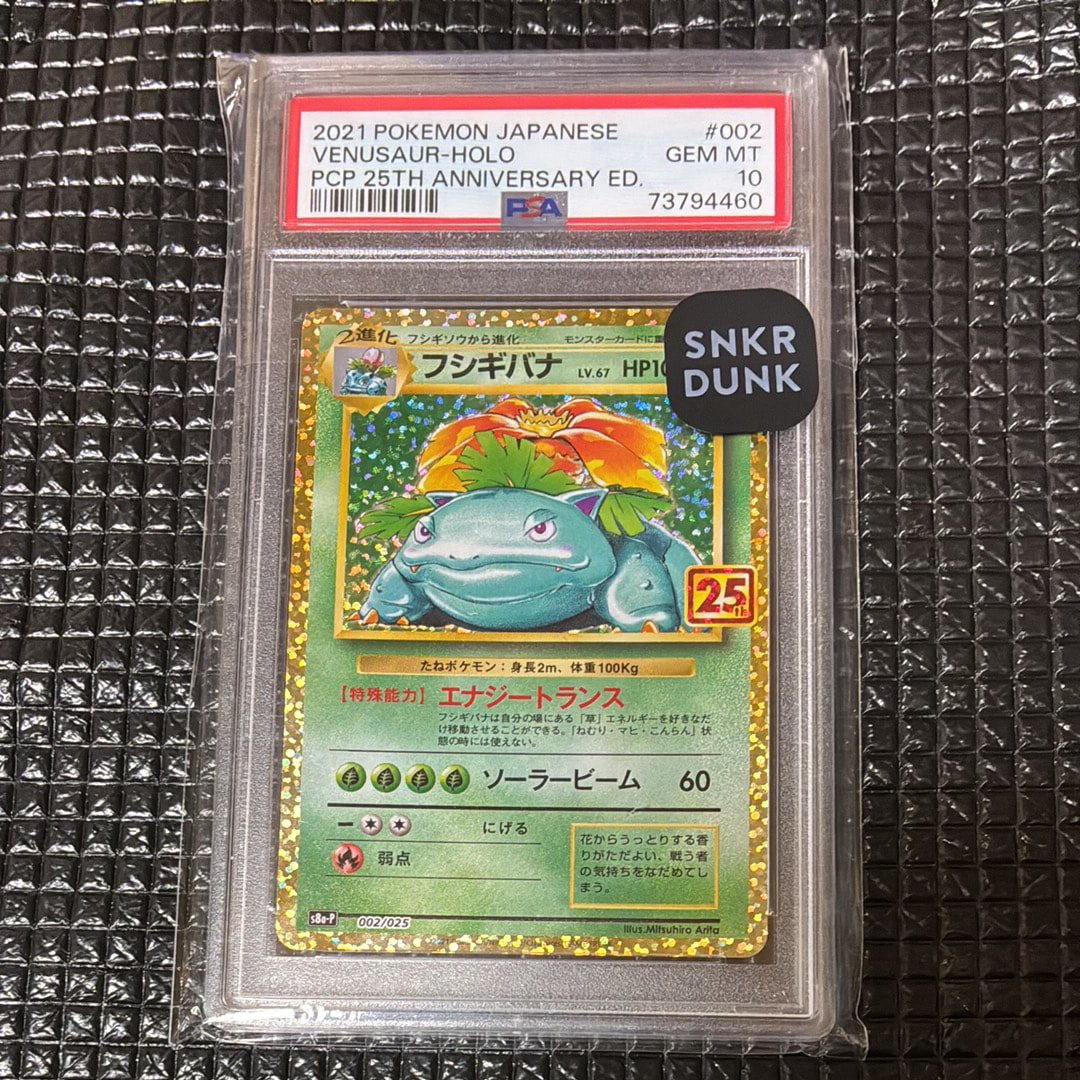 2021 POKEMON JAPANESE #002
VENUSAUR-HOLO GEM MT
PCP 25TH ANNIVERSARY ED. 10
PSA 73794460
SNKR
DUNK
2進化 フシギソウから進化 モンスターカードに
フシギバナ LV.67
25th
たねポケモン：身長2m、体重100Kg
【特殊能力】 エナジートランス
フシギバナは自分の場にある「草」エネルギーを好きなだ
け移動させることができる。「ねむり・マヒ・こんらん」状
態の時には使えない。
ソーラービーム 60
にげる
弱点
花からうっとりする香
りがただよい、戦う者
の気持ちをなだめてし
まう。
s8a-P 002/025
Illus.Mitsuhiro Arita